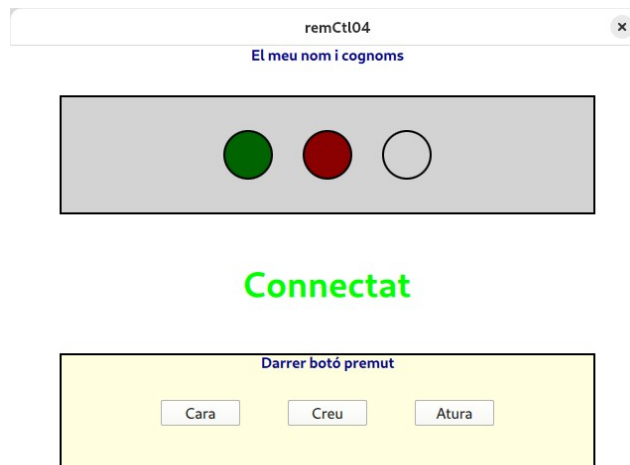 remCtl04
El meu nom i cognoms
Connectat
Darrer botó premut
Cara Creu Atura